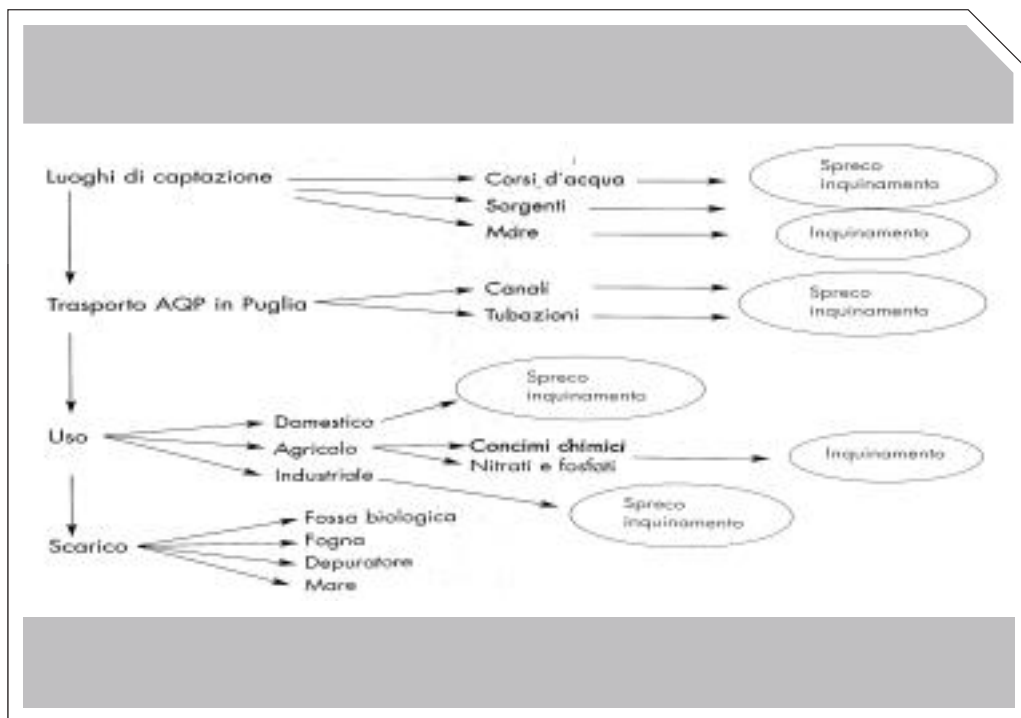 Luoghi di captazione
Corsi d'acqua
Spreco
inquinamento
Sorgenti
Mare
Inquinamento
Trasporto AQP in Puglia
Canali
Tubazioni
Spreco
inquinamento
Uso
Domestico
Spreco
inquinamento
Agricolo
Concimi chimici
Nitrati e fosfati
Inquinamento
Industriale
Spreco
inquinamento
Scarico
Fossa biologica
Fogna
Depuratore
Mare